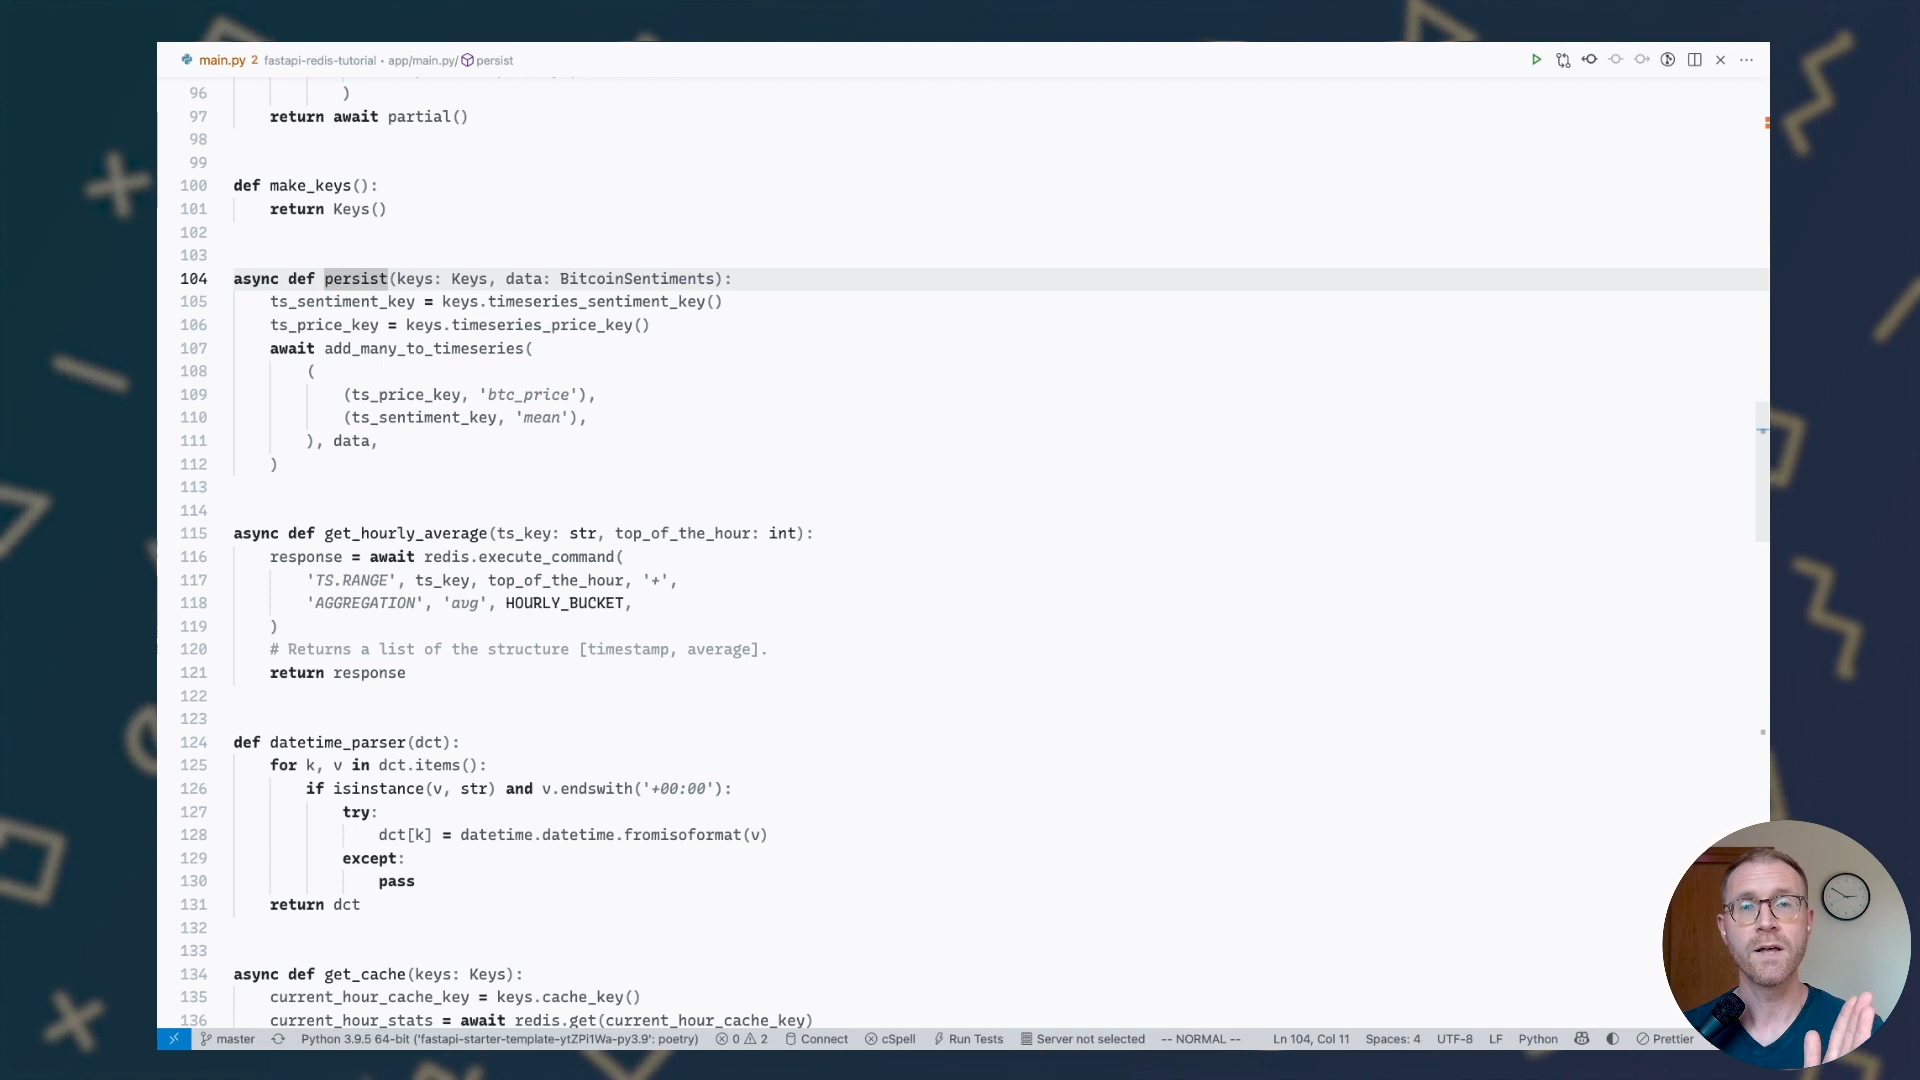 main.py 2 fastapi-redis-tutorial • app/main.py/ persist
96 )
97 return await partial()
98
99
100 def make_keys():
101 return Keys()
102
103
104 async def persist(keys: Keys, data: BitcoinSentiments):
105 ts_sentiment_key = keys.timeseries_sentiment_key()
106 ts_price_key = keys.timeseries_price_key()
107 await add_many_to_timeseries(
108 (
109 (ts_price_key, 'btc_price'),
110 (ts_sentiment_key, 'mean'),
111 ), data,
112 )
113
114
115 async def get_hourly_average(ts_key: str, top_of_the_hour: int):
116 response = await redis.execute_command(
117 'TS.RANGE', ts_key, top_of_the_hour, '+',
118 'AGGREGATION', 'avg', HOURLY_BUCKET,
119 )
120 # Returns a list of the structure [timestamp, average].
121 return response
122
123
124 def datetime_parser(dct):
125 for k, v in dct.items():
126 if isinstance(v, str) and v.endswith('+00:00'):
127 try:
128 dct[k] = datetime.datetime.fromisoformat(v)
129 except:
130 pass
131 return dct
132
133
134 async def get_cache(keys: Keys):
135 current_hour_cache_key = keys.cache_key()
136 current_hour_stats = await redis.get(current_hour_cache_key)
master Python 3.9.5 64-bit ('fastapi-starter-template-ytZPi1Wa-py3.9': poetry) 0 2 Connect cSpell Run Tests Server not selected -- NORMAL -- Ln 104, Col 11 Spaces: 4 UTF-8 LF Python Prettier